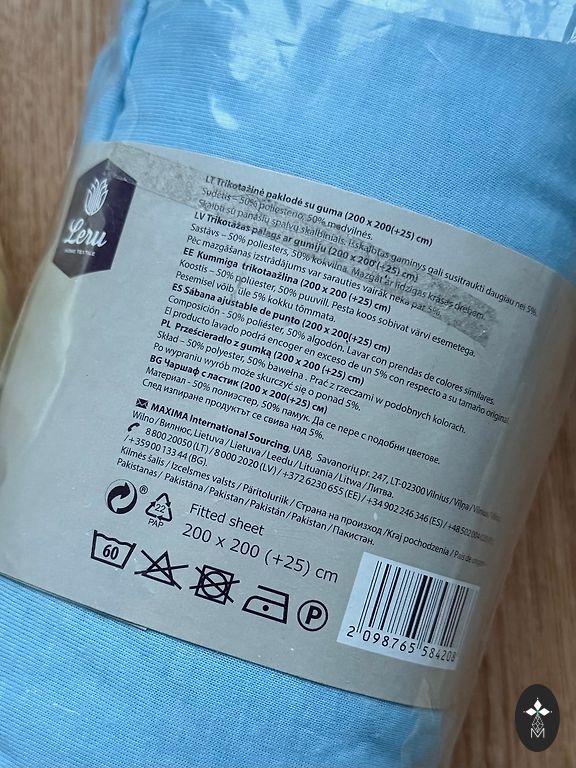 Leru
HOME TEXTILE
LT Trikotažinė paklodė su guma (200 x 200(+25) cm)
Sudėtis – 50% poliesteno, 50% medvilnės.
Skalbti su panašių spalvų skalbiniais. Išskalbtas gaminys gali susitraukti daugiau nei 5%.
LV Trikotāžas palags ar gumiju (200 x 200(+25) cm)
Sastāvs – 50% poliesters, 50% kokvilna. Mazgāt ar līdzīgas krāsas drēbēm.
Pēc mazgāšanas izstrādājums var sarauties vairāk nekā par 5%.
EE Kummiga trikotaažlina (200 x 200 (+25) cm)
Koostis – 50% polüester, 50% puuvill. Pesta koos sobivat värvi esemetega.
Pesemisel võib, üle 5% kokku tõmmata.
ES Sábana ajustable de punto (200 x 200(+25) cm)
Composición - 50% poliéster, 50% algodón. Lavar con prendas de colores similares.
El producto lavado podrá encoger en exceso de un 5% con respecto a su tamaño original.
PL Prześcieradło z gumką (200 x 200 (+25) cm)
Skład – 50% polyester, 50% bawełna . Prać z rzeczami w podobnych kolorach.
Po wypraniu wyrób może skurczyć się o ponad 5%.
BG Чаршаф с ластик (200 x 200(+25) cm)
Материал - 50% полиэстер, 50% памук. Да се пере с подобни цветове.
След изпиране продуктът се свива над 5%.
MAXIMA International Sourcing, UAB, Savanorių pr. 247, LT-02300 Vilnius / Viļņa / Vilnius /
Wilno / Вилнюс, Lietuva / Lietuva / Leedu / Lituania / Litwa / Литва.
8 800 20050 (LT) / 8 000 2020 (LV) / +372 6230 655 (EE) / +34 902 246 346 (ES) /
/ +359 00 133 44 (BG).
Kilmės šalis / Izcelsmes valsts / Päritoluriik / Страна на произход / Kraj pochodzenia / País de
Pakistanas / Pakistāna / Pakistan / Pakistán / Pakistan / Пакистан.
®
22
PAP
Fitted sheet
200 x 200 (+25) cm
60
P
2 098765 584208
M